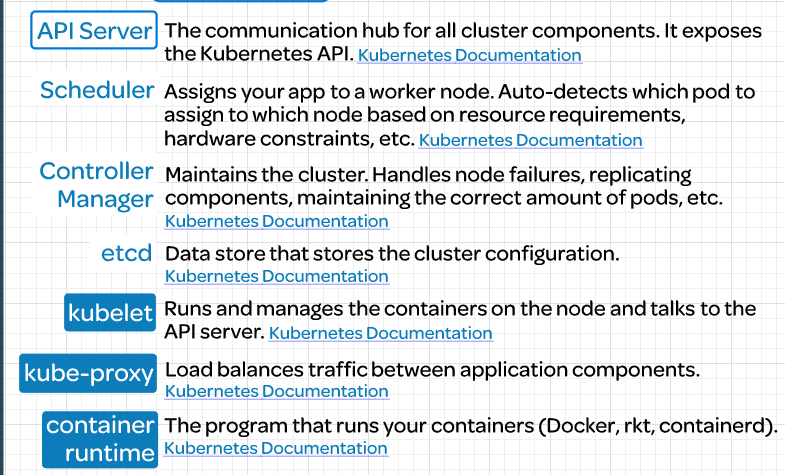 API Server The communication hub for all cluster components. It exposes
the Kubernetes API. Kubernetes Documentation
Scheduler Assigns your app to a worker node. Auto-detects which pod to
assign to which node based on resource requirements,
hardware constraints, etc. Kubernetes Documentation
Controller Maintains the cluster. Handles node failures, replicating
Manager components, maintaining the correct amount of pods, etc.
Kubernetes Documentation
etcd Data store that stores the cluster configuration.
Kubernetes Documentation
kubelet Runs and manages the containers on the node and talks to the
API server. Kubernetes Documentation
kube-proxy Load balances traffic between application components.
Kubernetes Documentation
container The program that runs your containers (Docker, rkt, containerd).
runtime Kubernetes Documentation